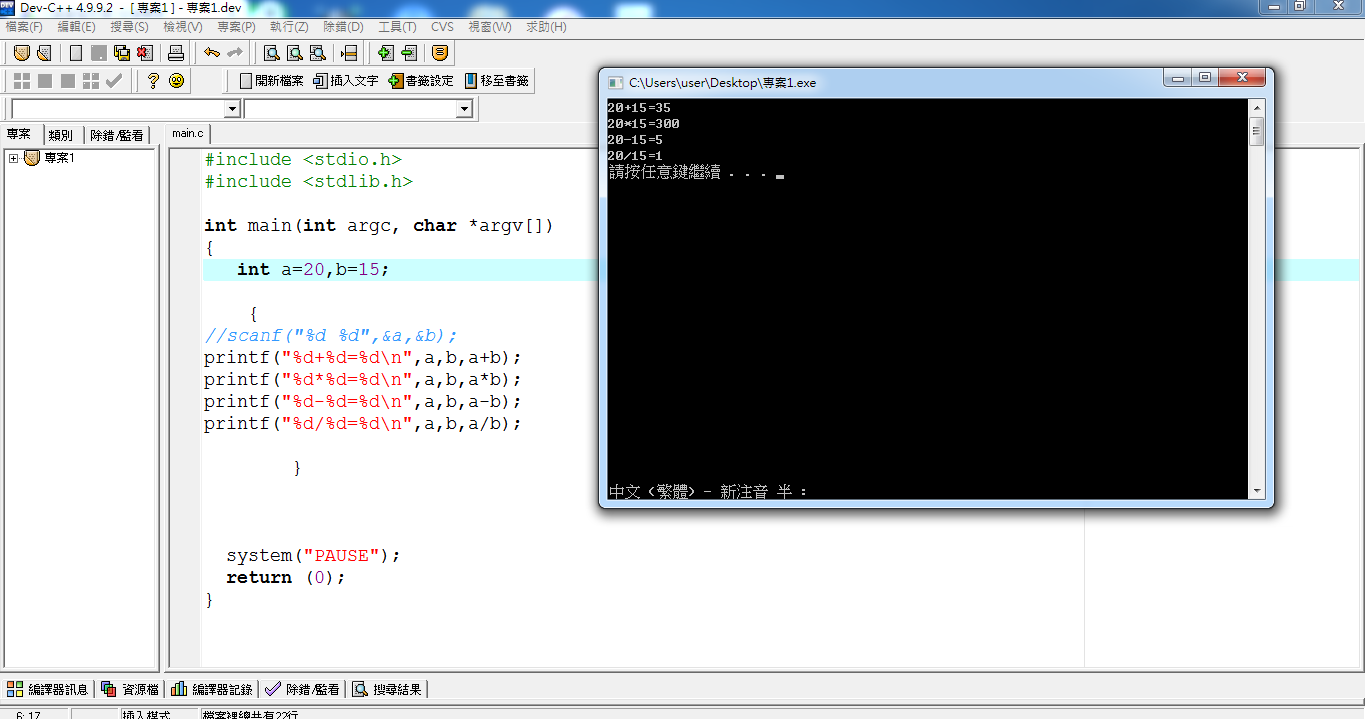 Dev-C++ 4.9.9.2 - [ 專案1 ] - 專案1.dev
檔案(F) 編輯(E) 搜尋(S) 檢視(V) 專案(P) 執行(Z) 除錯(D) 工具(T) CVS 視窗(W) 求助(H)
開新檔案 插入文字 書籤設定 移至書籤
專案 類別 除錯/監看
專案1
main.c
#include <stdio.h>
#include <stdlib.h>
int main(int argc, char *argv[])
{
int a=20,b=15;
{
//scanf("%d %d",&a,&b);
printf("%d+%d=%d\n",a,b,a+b);
printf("%d*%d=%d\n",a,b,a*b);
printf("%d-%d=%d\n",a,b,a-b);
printf("%d/%d=%d\n",a,b,a/b);
}
system("PAUSE");
return (0);
}
C:\Users\user\Desktop\專案1.exe
20+15=35
20*15=300
20-15=5
20/15=1
請按任意鍵繼續 . . .
中文 (繁體) - 新注音 半 :
編譯器訊息 資源檔 編譯器記錄 除錯/監看 搜尋結果
6: 17 插入模式 檔案裡總共有22行